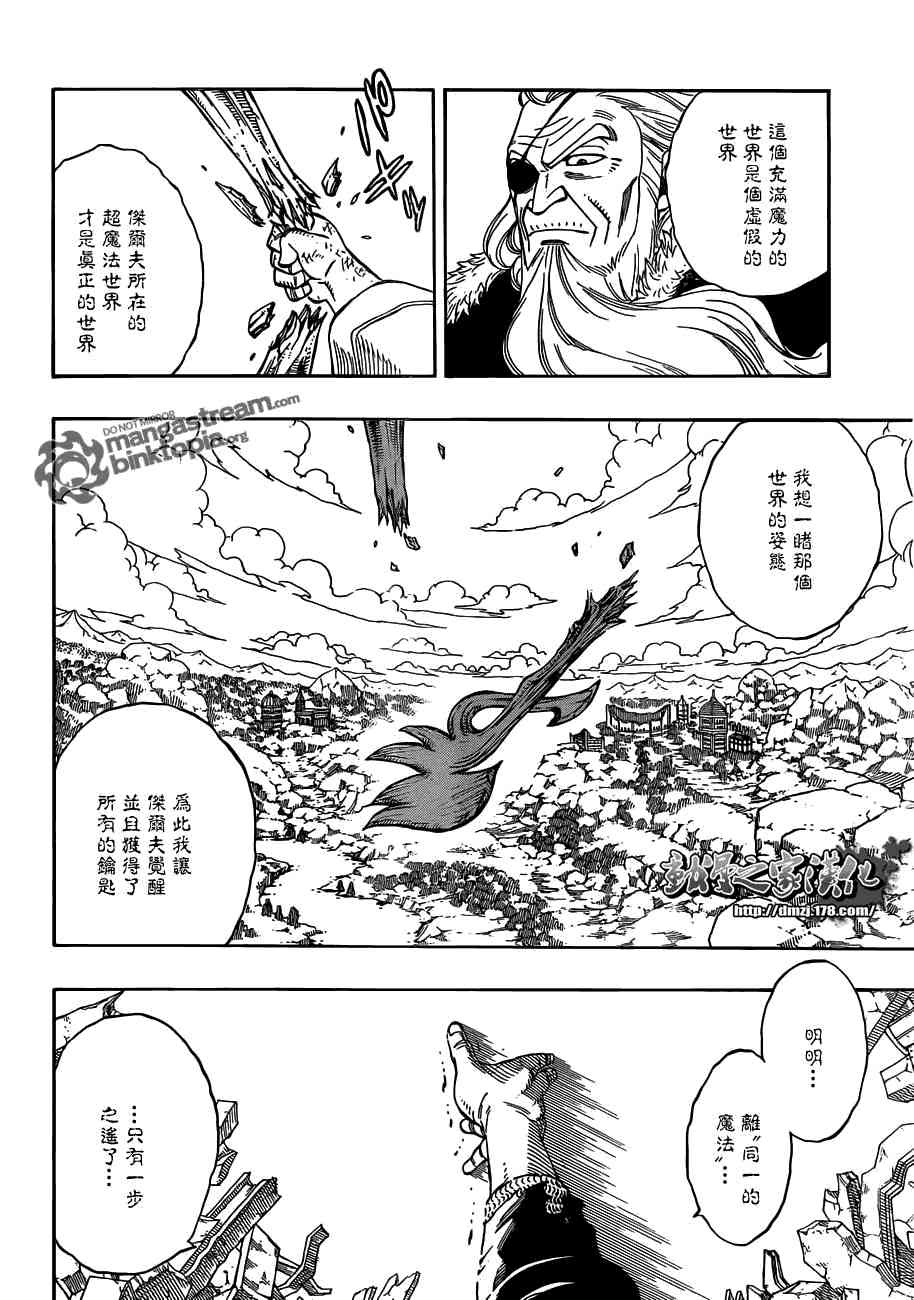 這個充滿魔力的
世界是個虛假的
世界
傑爾夫所在的
超魔法世界
才是眞正的世界
DO NOT MIRROR
mangastream.com
binktopia.org
我想一睹那個
世界的姿態
爲此我讓
傑爾夫覺醒
並且獲得了
所有的鑰匙
動漫之家漢化
http://dmzj.178.com/
明明…
離"同一的
魔法"…
…只有一步
之遙了…